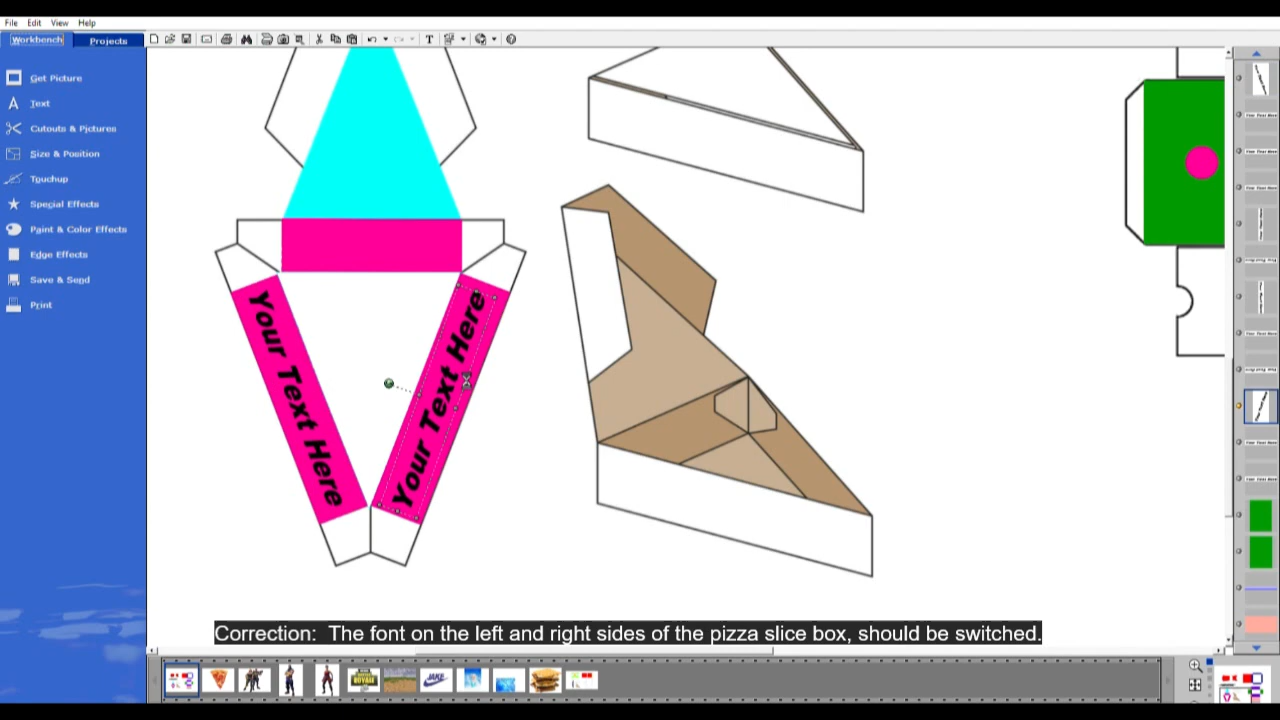 File Edit View Help
Workbench Projects
Get Picture
Text
Cutouts & Pictures
Size & Position
Touchup
Special Effects
Paint & Color Effects
Edge Effects
Save & Send
Print
Your Text Here
Your Text Here
Correction: The font on the left and right sides of the pizza slice box, should be switched.
ROYALE
JAKE